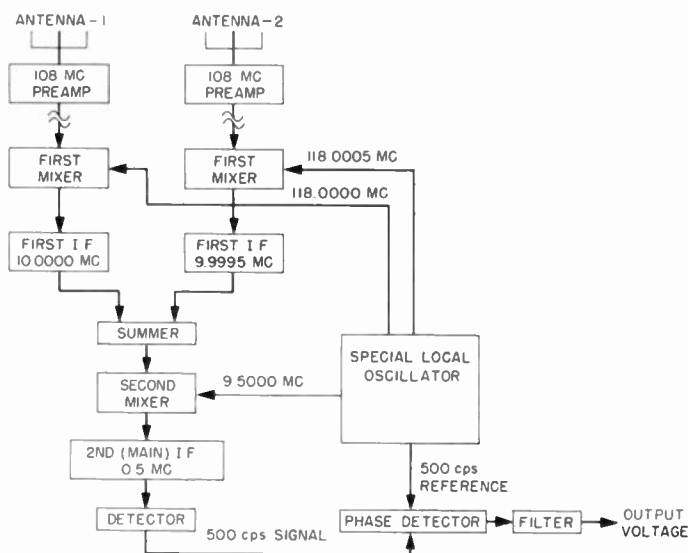 ANTENNA-1
ANTENNA-2
108 MC
PREAMP
108 MC
PREAMP
FIRST
MIXER
FIRST
MIXER
118.0005 MC
118.0000 MC
FIRST I F
10.0000 MC
FIRST I F
9.9995 MC
SUMMER
SPECIAL LOCAL
OSCILLATOR
SECOND
MIXER
9.5000 MC
2ND (MAIN) I F
0.5 MC
500 cps
REFERENCE
DETECTOR
500 cps SIGNAL
PHASE DETECTOR
FILTER
OUTPUT
VOLTAGE